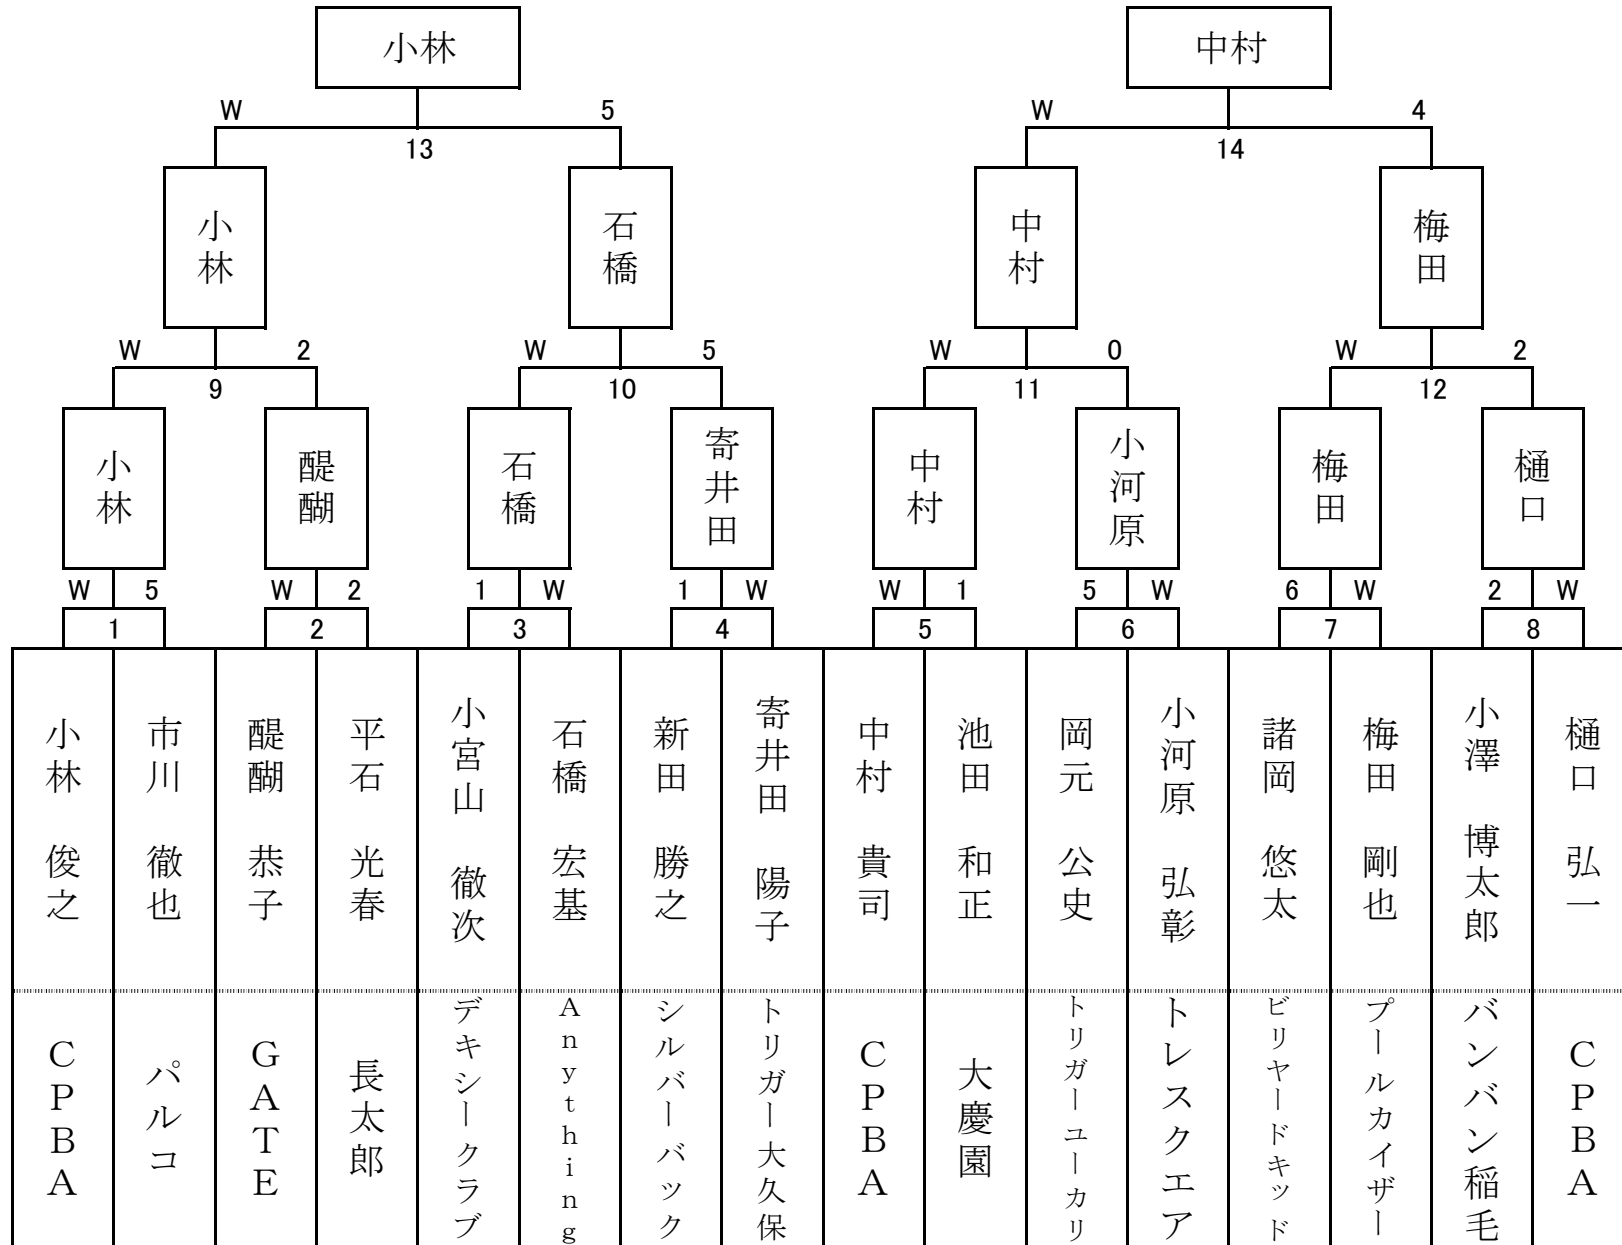 小林
中村
W 5
W 4
13
14
小林
石橋
中村
梅田
W 2
W 5
W 0
W 2
9
10
11
12
小林
醍醐
石橋
寄井田
中村
小河原
梅田
樋口
W 5
W 2
1 W
1 W
W 1
5 W
6 W
2 W
1
2
3
4
5
6
7
8
小林 俊之
市川 徹也
醍醐 恭子
平石 光春
小宮山 徹次
石橋 宏基
新田 勝之
寄井田 陽子
中村 貴司
池田 和正
岡元 公史
小河原 弘彰
諸岡 悠太
梅田 剛也
小澤 博太郎
樋口 弘一
CPBA
パルコ
GATE
長太郎
デキシークラブ
Anything
シルバーバック
トリガー大久保
CPBA
大慶園
トリガーユーカリ
トレスクエア
ビリヤードキッド
プールカイザー
バンバン稲毛
CPBA